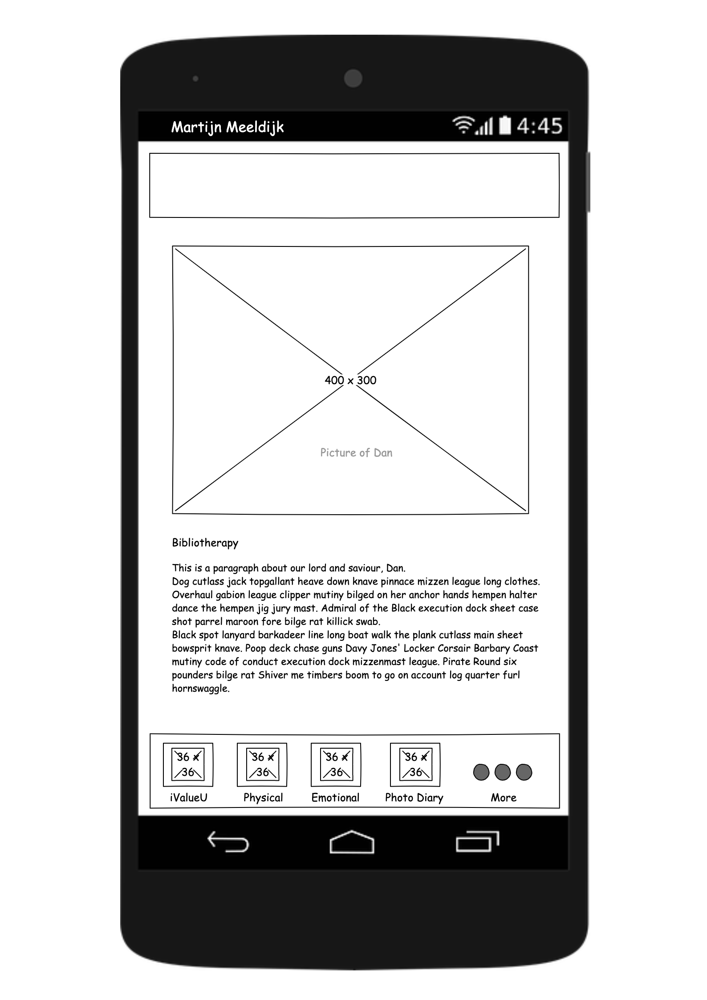 Martijn Meeldijk
4:45
400 x 300
Picture of Dan
Bibliotherapy
This is a paragraph about our lord and saviour, Dan.
Dog cutlass jack topgallant heave down knave pinnace mizzen league long clothes.
Overhaul gabion league clipper mutiny bilged on her anchor hands hempen halter
dance the hempen jig jury mast. Admiral of the Black execution dock sheet case
shot parrel maroon fore bilge rat killick swab.
Black spot lanyard barkadeer line long boat walk the plank cutlass main sheet
bowsprit knave. Poop deck chase guns Davy Jones' Locker Corsair Barbary Coast
mutiny code of conduct execution dock mizzenmast league. Pirate Round six
pounders bilge rat Shiver me timbers boom to go on account log quarter furl
hornswaggle.
36 x
36
iValueU
36 x
36
Physical
36 x
36
Emotional
36 x
36
Photo Diary
More